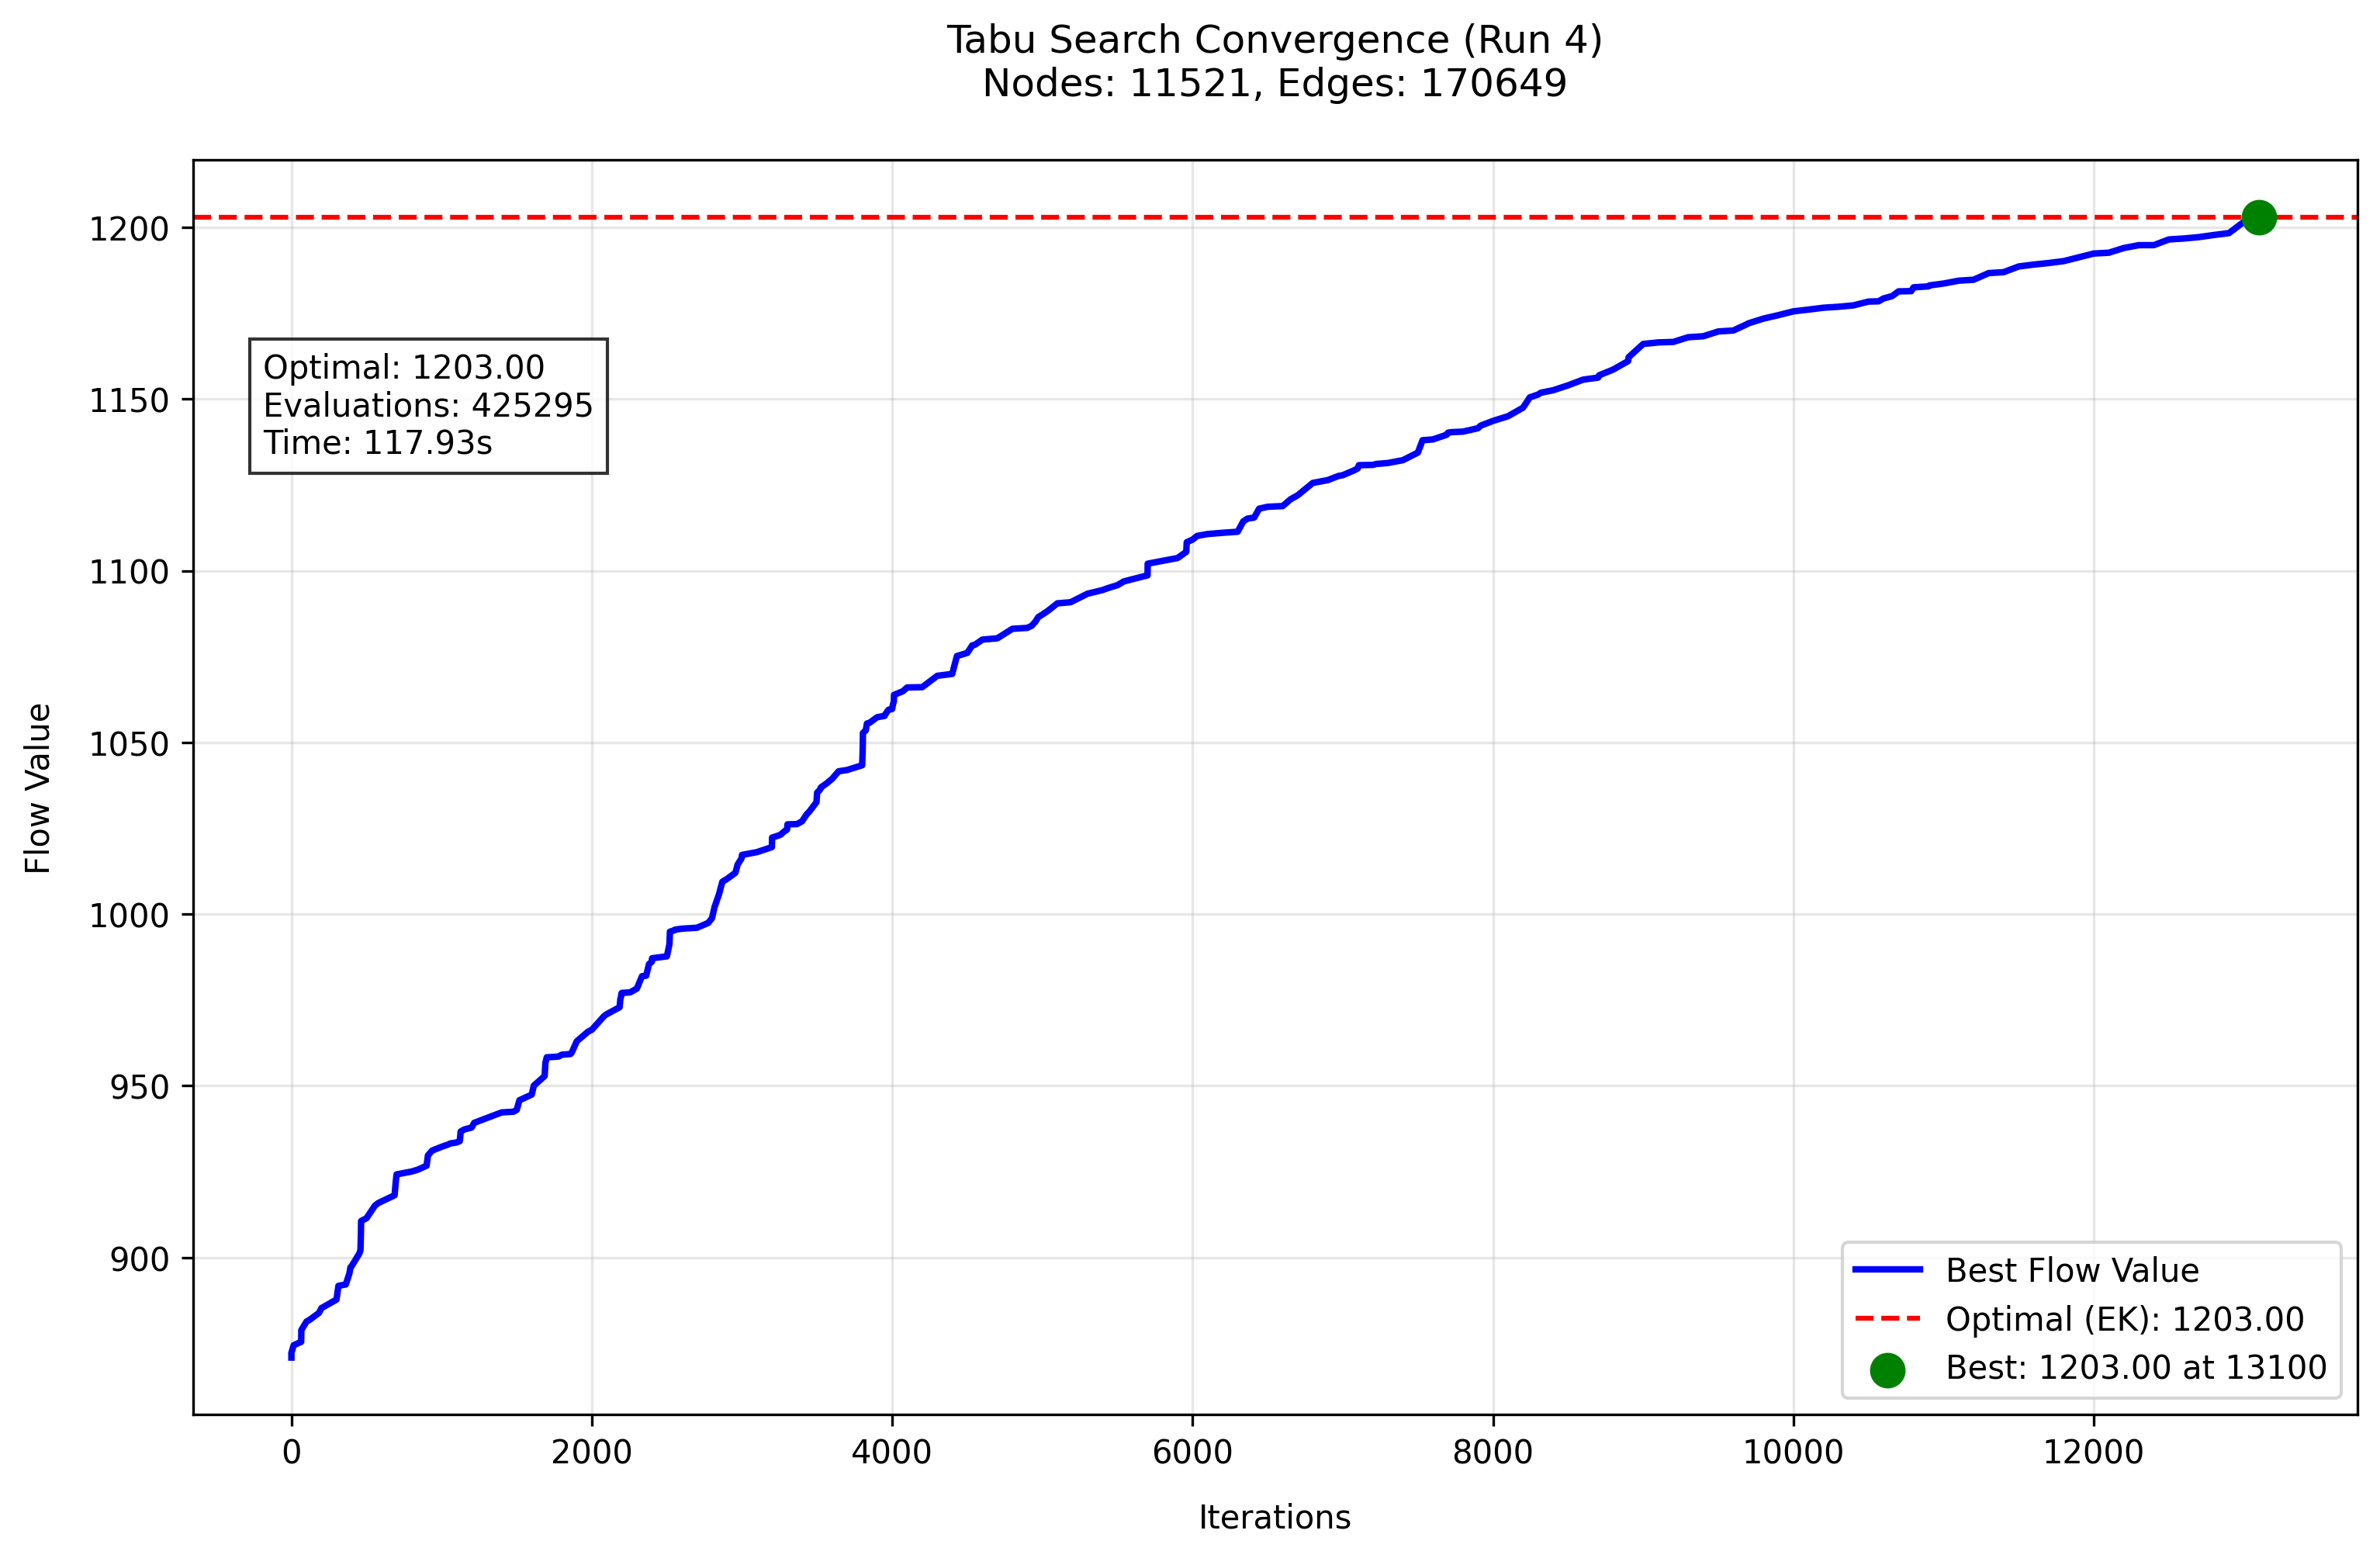 Tabu Search Convergence (Run 4)
Nodes: 11521, Edges: 170649
1200
1150
1100
1050
1000
950
900
Flow Value
Optimal: 1203.00
Evaluations: 425295
Time: 117.93s
Best Flow Value
Optimal (EK): 1203.00
Best: 1203.00 at 13100
0 2000 4000 6000 8000 10000 12000
Iterations